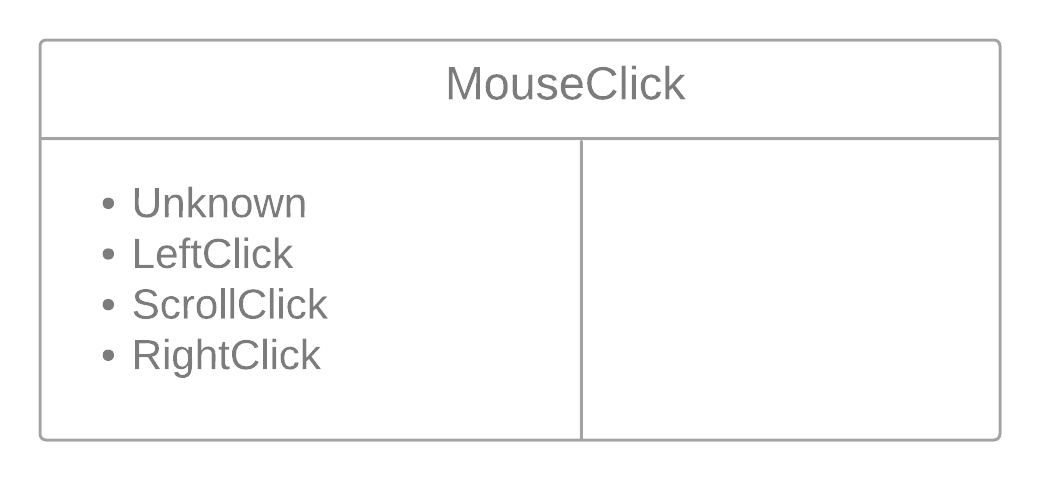 MouseClick
• Unknown
• LeftClick
• ScrollClick
• RightClick